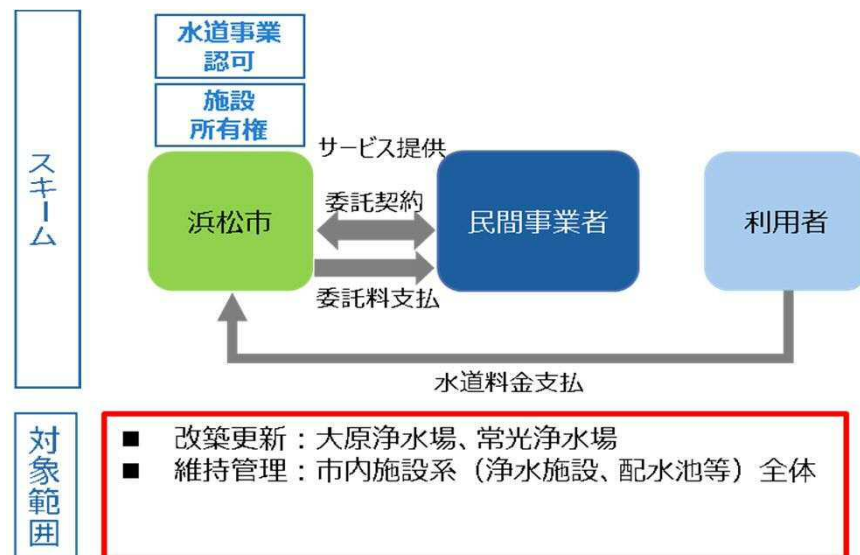 水道事業
認可
施設
所有権
サービス提供
スキーム
浜松市
委託契約
民間事業者
利用者
委託料支払
水道料金支払
対象範囲
■ 改築更新：大原浄水場、常光浄水場
■ 維持管理：市内施設系（浄水施設、配水池等）全体